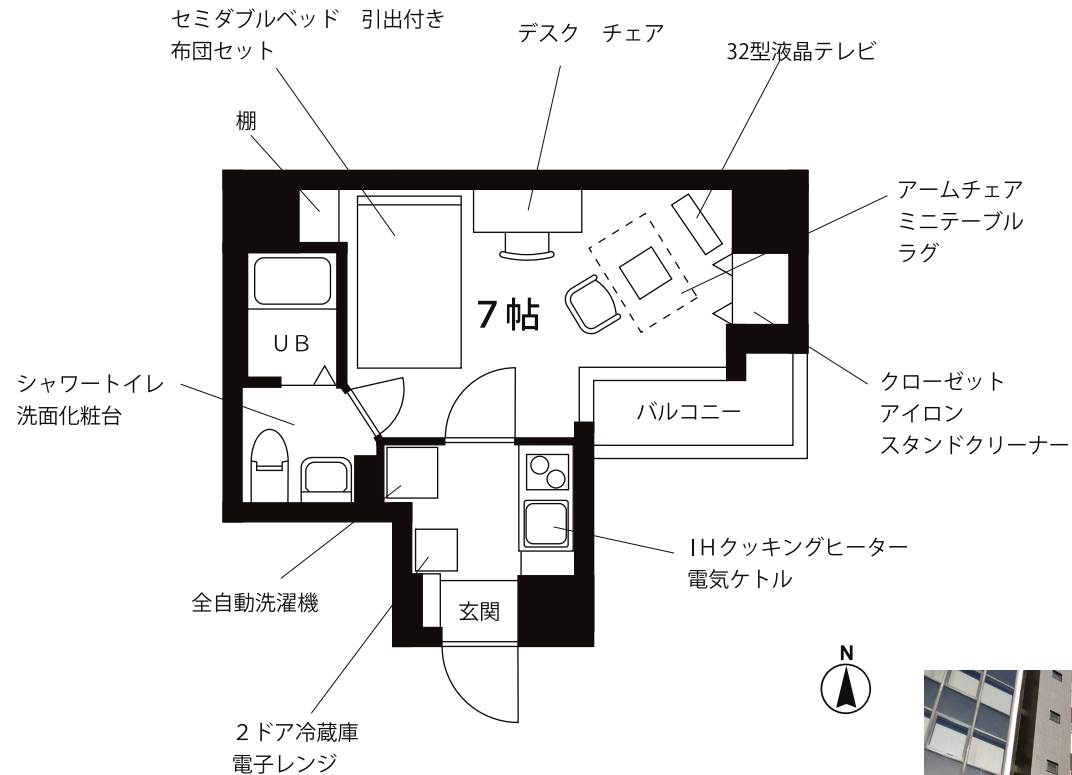 セミダブルベッド　引出付き
布団セット
デスク　チェア
32型液晶テレビ
棚
アームチェア
ミニテーブル
ラグ
7帖
UB
シャワートイレ
洗面化粧台
バルコニー
クローゼット
アイロン
スタンドクリーナー
IHクッキングヒーター
電気ケトル
全自動洗濯機
玄関
2ドア冷蔵庫
電子レンジ
N